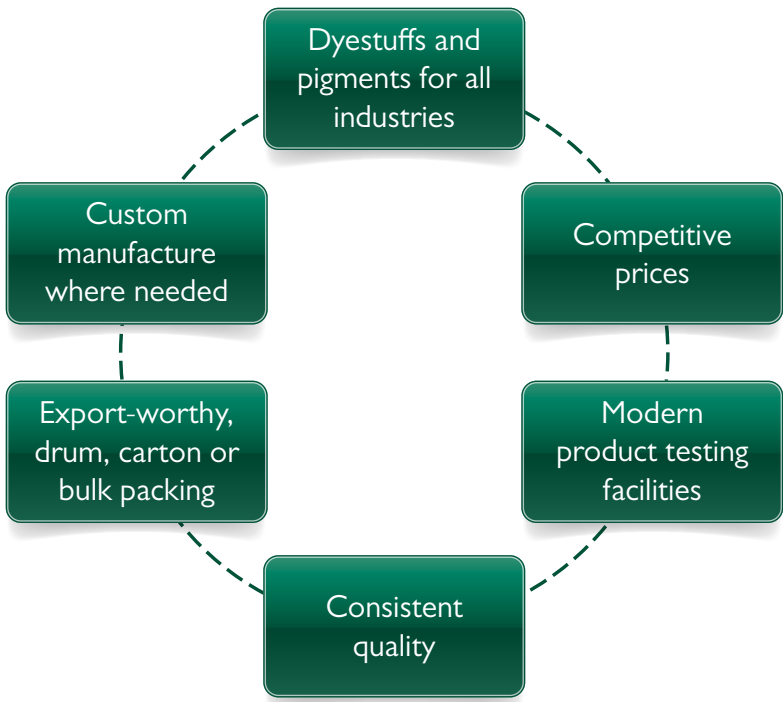 Dyestuffs and
pigments for all
industries
Competitive
prices
Modern
product testing
facilities
Consistent
quality
Export-worthy,
drum, carton or
bulk packing
Custom
manufacture
where needed